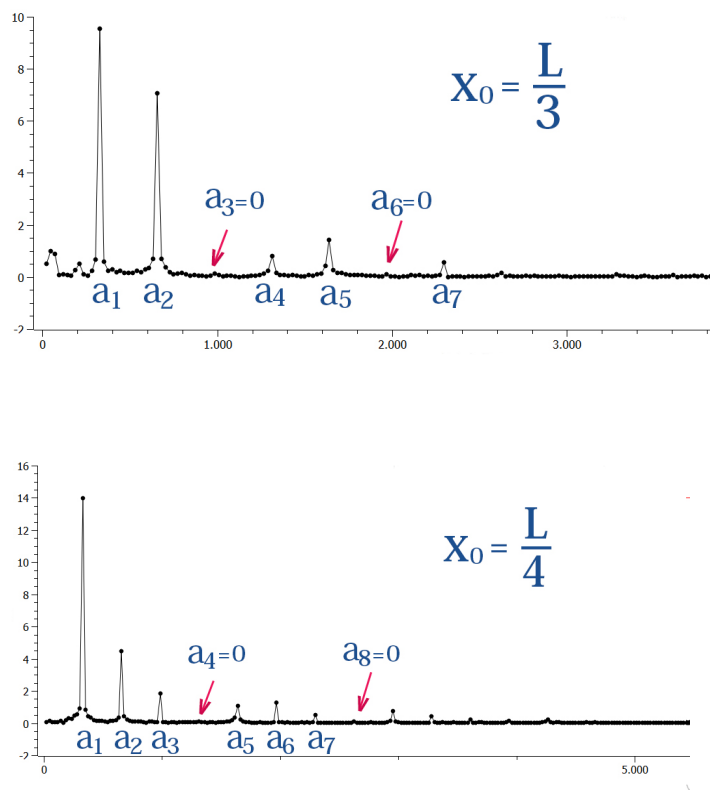 10
8
6
4
2
0
-2
X₀ = L/3
a₃=0
a₆=0
a₁ a₂ a₄ a₅ a₇
0 1.000 2.000 3.000
16
14
12
10
8
6
4
2
0
-2
X₀ = L/4
a₄=0
a₈=0
a₁ a₂ a₃ a₅ a₆ a₇
0 5.000